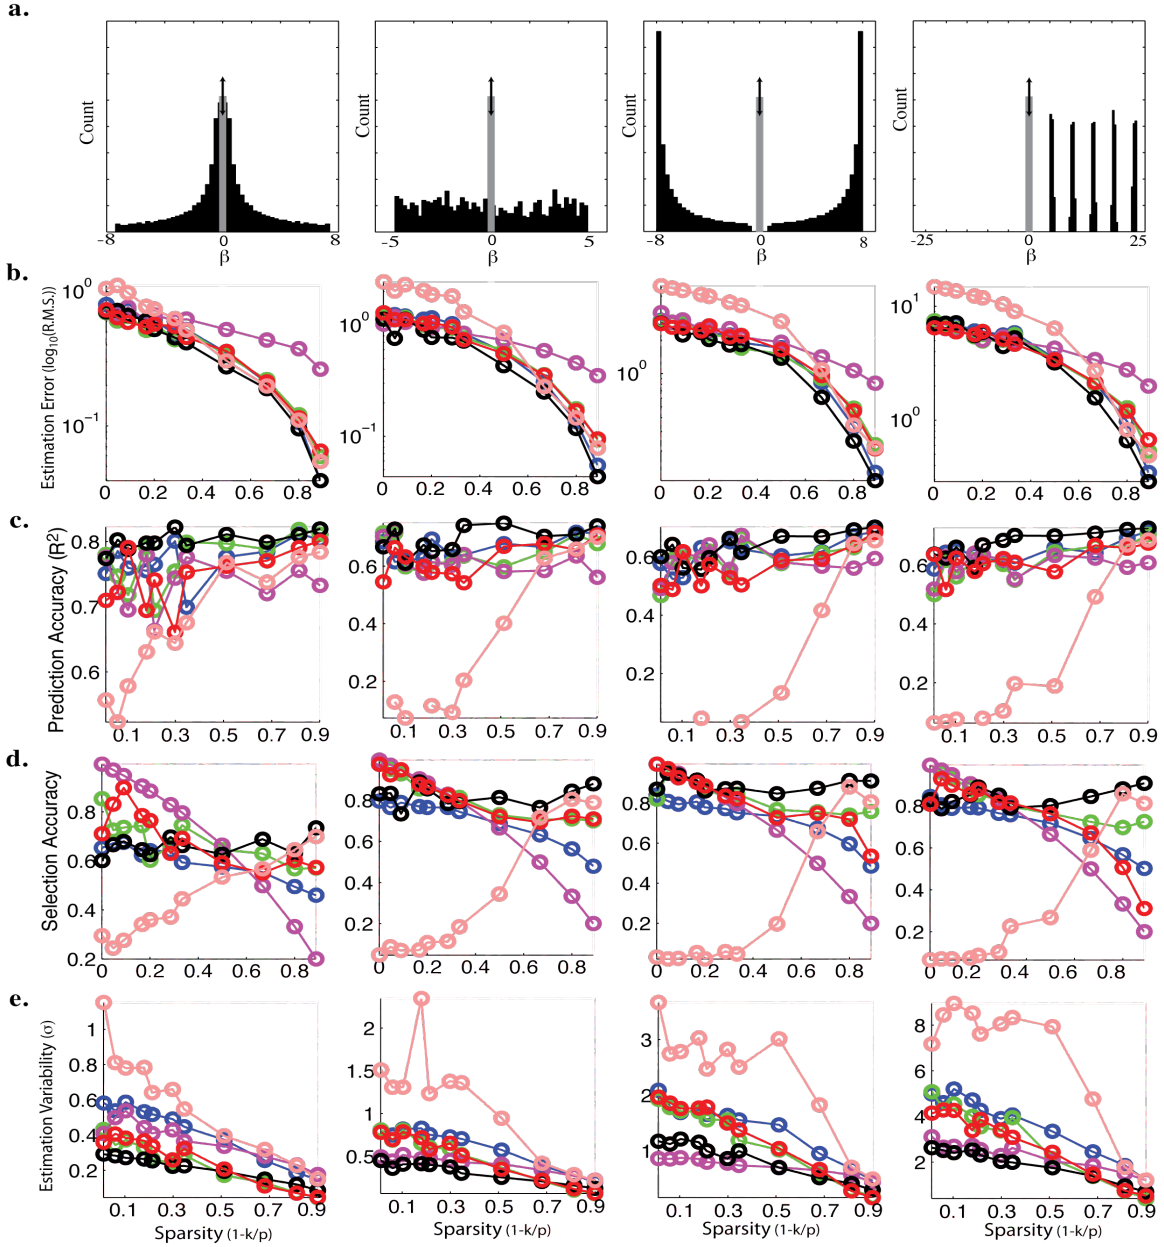 a.
Count
-8 0 8
β
Count
-5 0 5
β
Count
-8 0 8
β
Count
-25 0 25
β
b.
Estimation Error (log10(R.M.S.))
10^0
10^-1
0 0.2 0.4 0.6 0.8
10^0
10^-1
0 0.2 0.4 0.6 0.8
10^0
0 0.2 0.4 0.6 0.8
10^1
10^0
0 0.2 0.4 0.6 0.8
c.
Prediction Accuracy (R^2)
0.8
0.7
0.6
0.1 0.3 0.5 0.7 0.9
0.6
0.4
0.2
0.1 0.3 0.5 0.7 0.9
0.6
0.4
0.2
0.1 0.3 0.5 0.7 0.9
0.6
0.4
0.2
0.1 0.3 0.5 0.7 0.9
d.
Selection Accuracy
0.8
0.6
0.4
0.2
0 0.2 0.4 0.6 0.8
0.8
0.6
0.4
0.2
0 0.2 0.4 0.6 0.8
0.8
0.6
0.4
0.2
0 0.2 0.4 0.6 0.8
0.8
0.6
0.4
0.2
0 0.2 0.4 0.6 0.8
e.
Estimation Variability (σ)
1
0.8
0.6
0.4
0.2
0.1 0.3 0.5 0.7 0.9
Sparsity (1-k/p)
2
1.5
1
0.5
0.1 0.3 0.5 0.7 0.9
Sparsity (1-k/p)
3
2
1
0.1 0.3 0.5 0.7 0.9
Sparsity (1-k/p)
8
6
4
2
0.1 0.3 0.5 0.7 0.9
Sparsity (1-k/p)